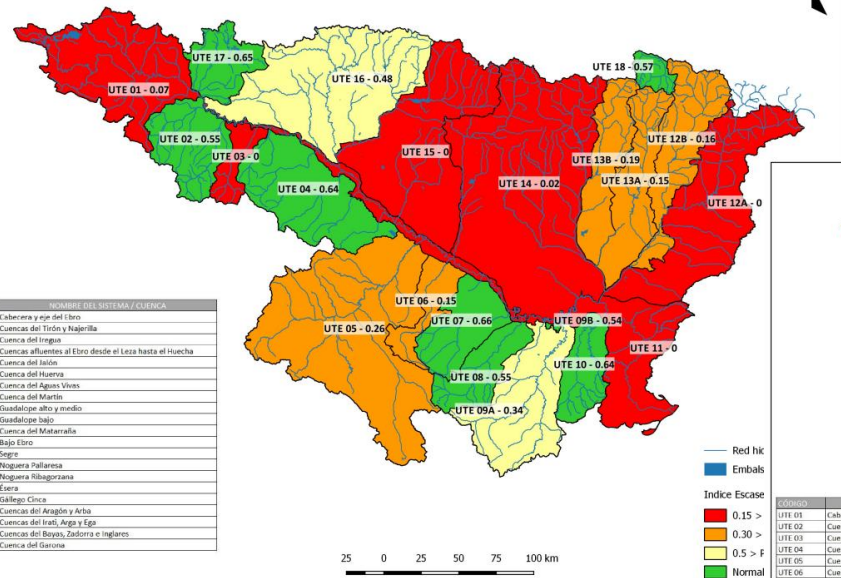 UTE 18 - 0.57
UTE 17 - 0.65
UTE 16 - 0.48
UTE 01 - 0.07
UTE 12B - 0.16
UTE 02 - 0.55
UTE 15 - 0
UTE 03 - 0
UTE 13B - 0.19
UTE 13A - 0.15
UTE 14 - 0.02
UTE 04 - 0.64
UTE 12A - 0
UTE 06 - 0.15
UTE 07 - 0.66
UTE 09B - 0.54
UTE 05 - 0.26
UTE 11 - 0
UTE 10 - 0.64
UTE 08 - 0.55
UTE 09A - 0.34
NOMBRE DEL SISTEMA / CUENCA
Cabecera y eje del Ebro
Cuencas del Tirón y Najerilla
Cuenca del Iregua
Cuencas afluentes al Ebro desde el Leza hasta el Huecha
Cuenca del Jalón
Cuenca del Huerva
Cuenca del Aguas Vivas
Cuenca del Martín
Guadalope alto y medio
Guadalope bajo
Cuenca del Matarraña
Bajo Ebro
Segre
Noguera Pallaresa
Noguera Ribagorzana
Ésera
Gállego Cinca
Cuencas del Aragón y Arba
Cuencas del Irati, Arga y Ega
Cuencas del Bayas, Zadorra e Inglares
Cuenca del Garona
25 0 25 50 75 100 km
Red hic
Embals
Indice Escase
0.15 >
0.30 >
0.5 > F
Normal
CÓDIGO
UTE 01 Cab
UTE 02 Cue
UTE 03 Cue
UTE 04 Cue
UTE 05 Cue
UTE 06 Cue